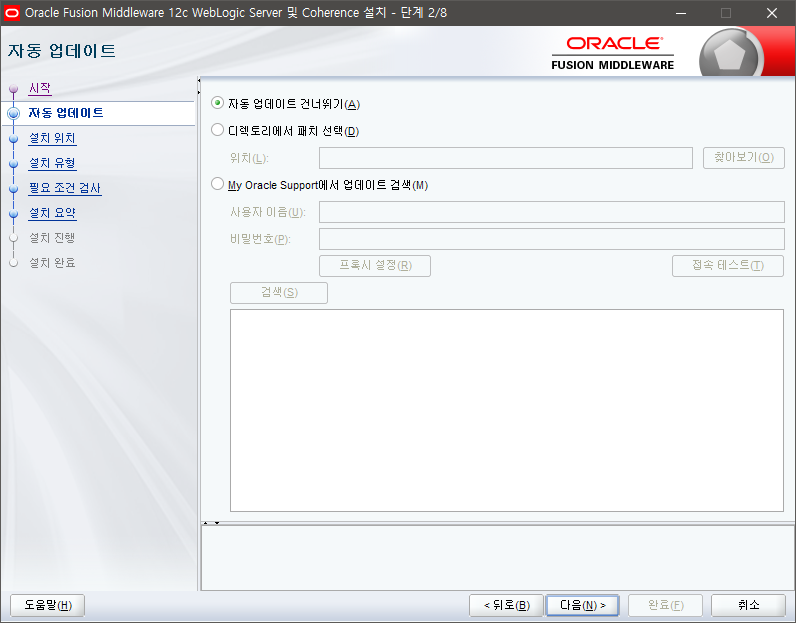 Oracle Fusion Middleware 12c WebLogic Server 및 Coherence 설치 - 단계 2/8
자동 업데이트
ORACLE
FUSION MIDDLEWARE
시작
자동 업데이트
설치 위치
설치 유형
필요 조건 검사
설치 요약
설치 진행
설치 완료
자동 업데이트 건너뛰기(A)
디렉토리에서 패치 선택(D)
위치(L):
찾아보기(O)
My Oracle Support에서 업데이트 검색(M)
사용자 이름(U):
비밀번호(P):
프록시 설정(R)
접속 테스트(T)
검색(S)
도움말(H)
< 뒤로(B)
다음(N) >
완료(F)
취소